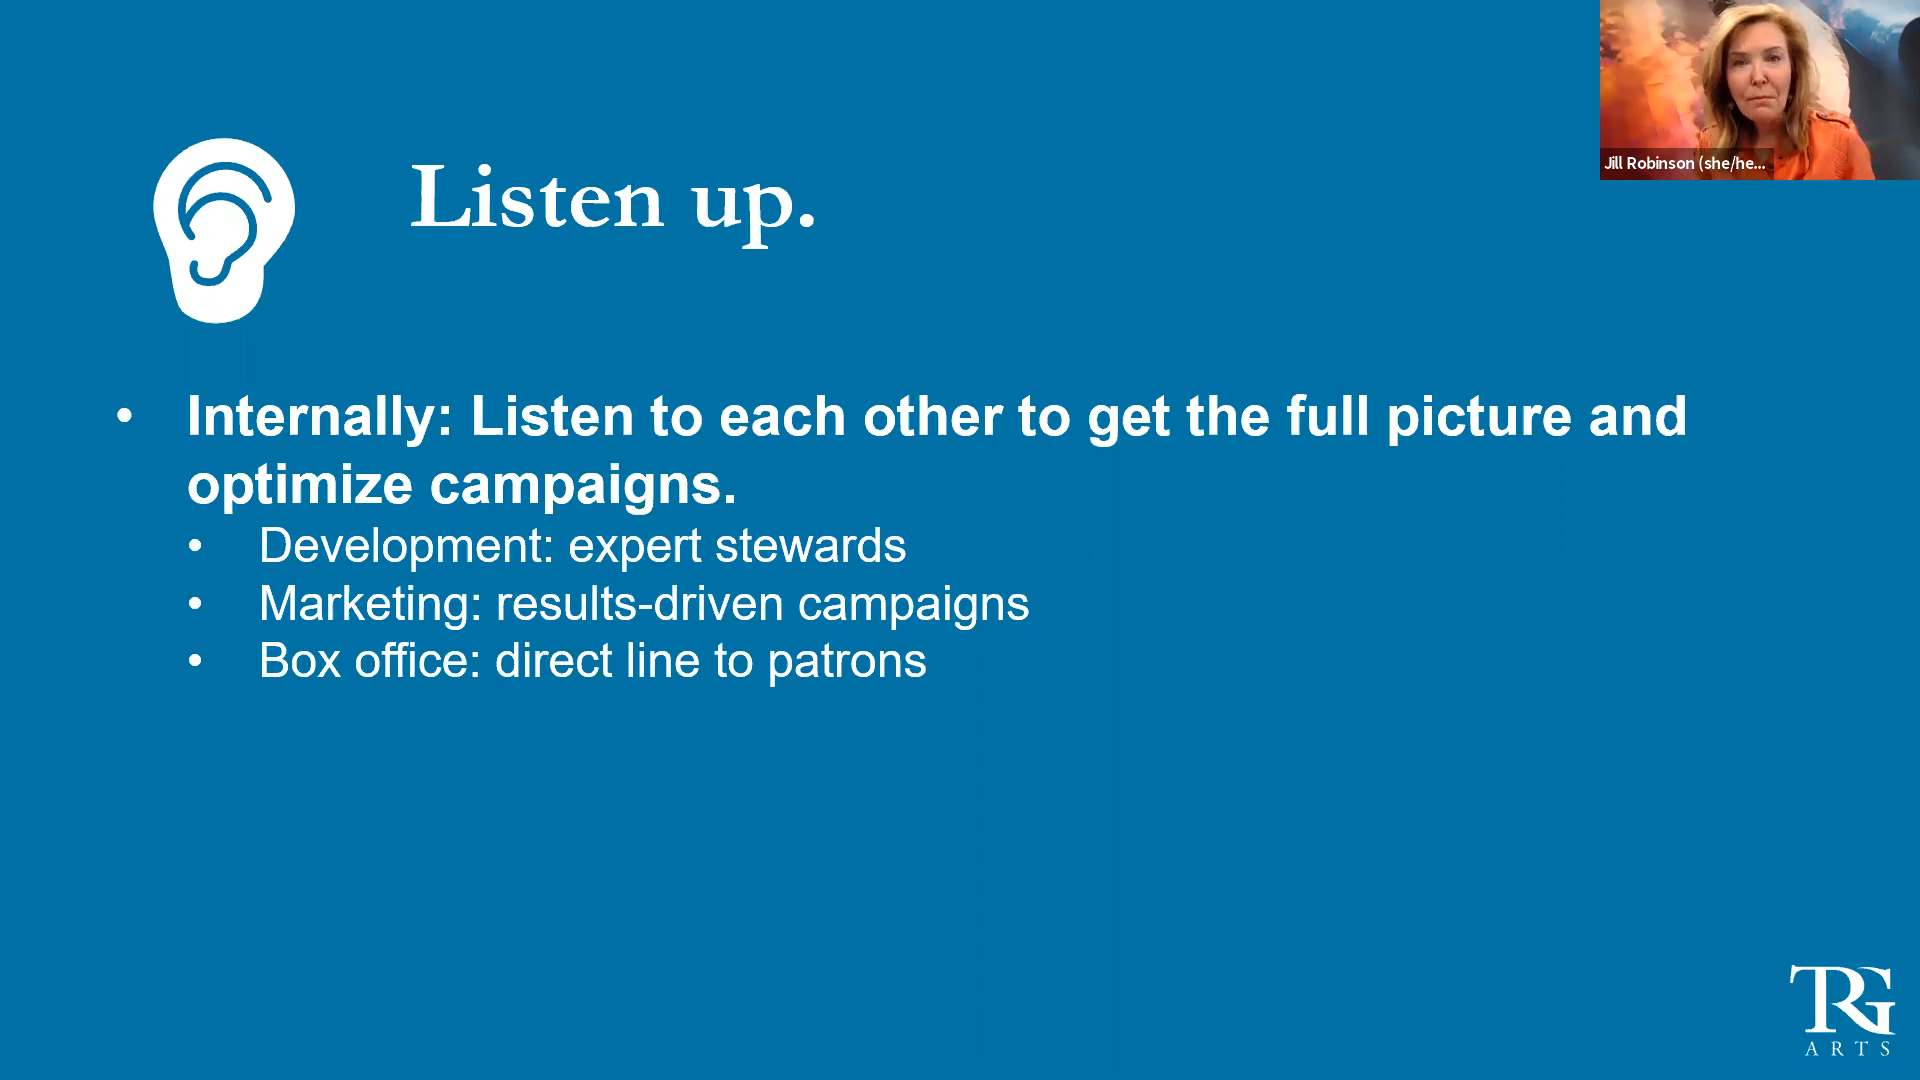 Jill Robinson (she/he...
Listen up.
• Internally: Listen to each other to get the full picture and
optimize campaigns.
• Development: expert stewards
• Marketing: results-driven campaigns
• Box office: direct line to patrons
TRG
ARTS